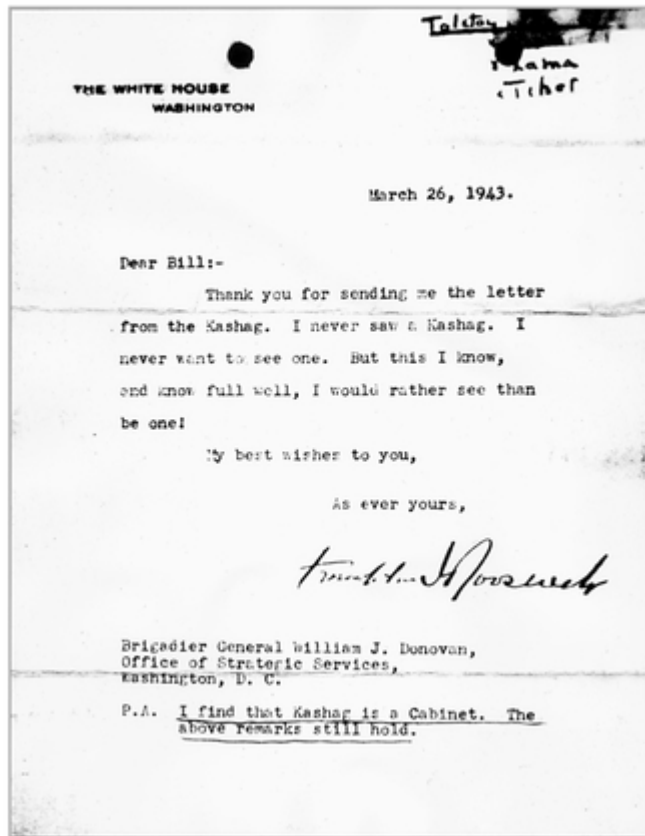 Tolstoy
Lama
Tibet
THE WHITE HOUSE
WASHINGTON
March 26, 1943.
Dear Bill:-
Thank you for sending me the letter
from the Kashag. I never saw a Kashag. I
never want to see one. But this I know,
and know full well, I would rather see than
be one!
My best wishes to you,
As ever yours,
Franklin D Roosevelt
Brigadier General William J. Donovan,
Office of Strategic Services,
Washington, D. C.
P.A. I find that Kashag is a Cabinet. The
above remarks still hold.